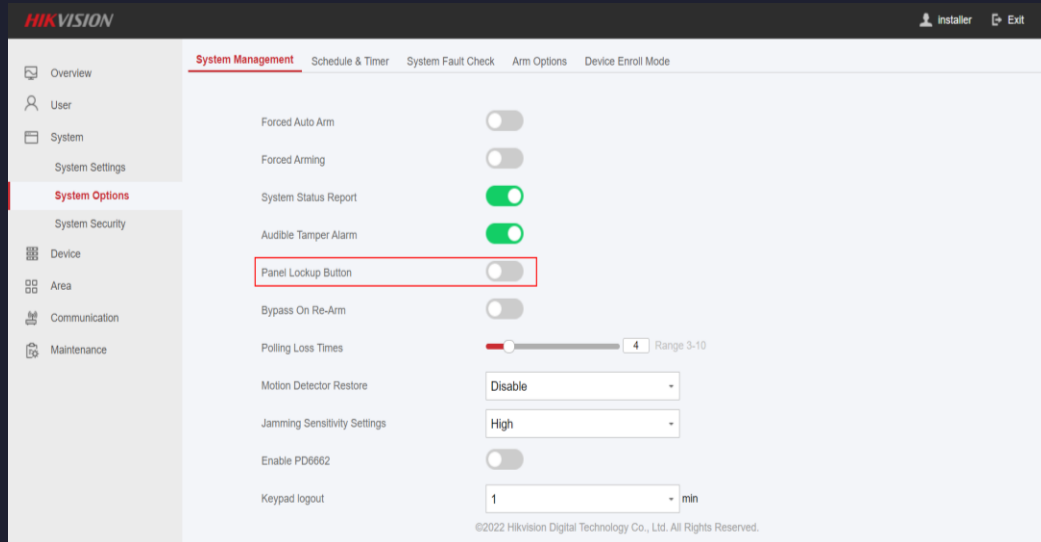 HIKVISION
installer
Exit
Overview
User
System
System Settings
System Options
System Security
Device
Area
Communication
Maintenance
System Management
Schedule & Timer
System Fault Check
Arm Options
Device Enroll Mode
Forced Auto Arm
Forced Arming
System Status Report
Audible Tamper Alarm
Panel Lockup Button
Bypass On Re-Arm
Polling Loss Times
4
Range 3-10
Motion Detector Restore
Disable
Jamming Sensitivity Settings
High
Enable PD6662
Keypad logout
1
min
©2022 Hikvision Digital Technology Co., Ltd. All Rights Reserved.